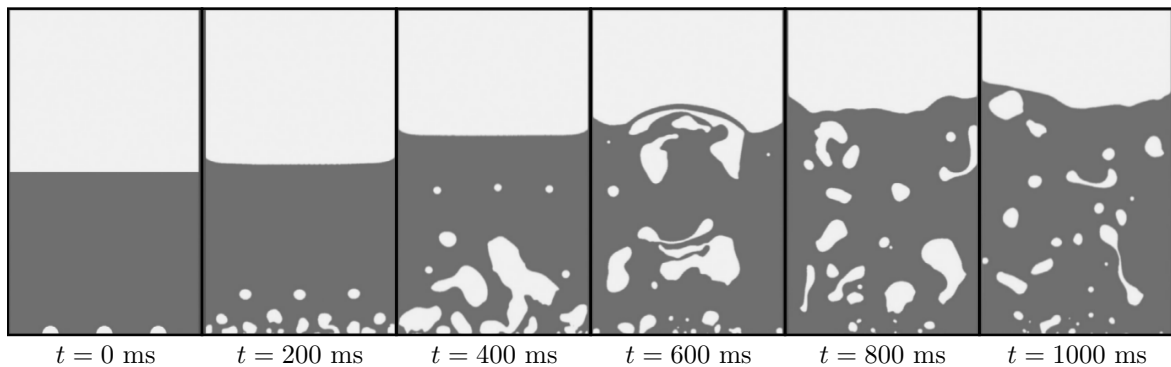 t = 0 ms t = 200 ms t = 400 ms t = 600 ms t = 800 ms t = 1000 ms